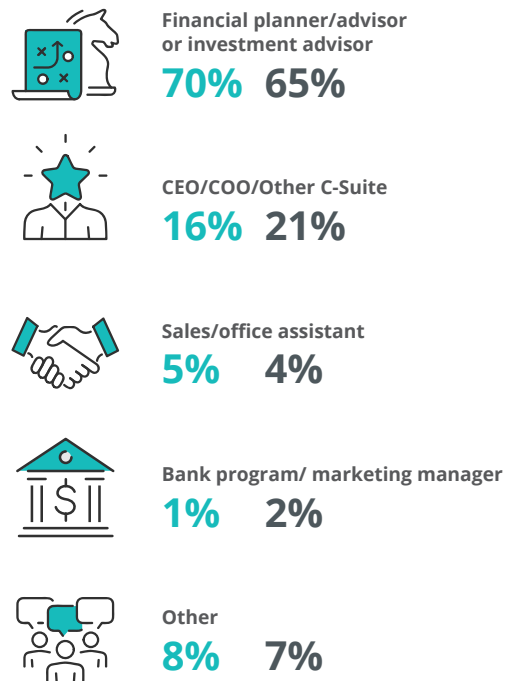 Financial planner/advisor
or investment advisor
70% 65%
CEO/COO/Other C-Suite
16% 21%
Sales/office assistant
5% 4%
$
Bank program/ marketing manager
1% 2%
Other
8% 7%